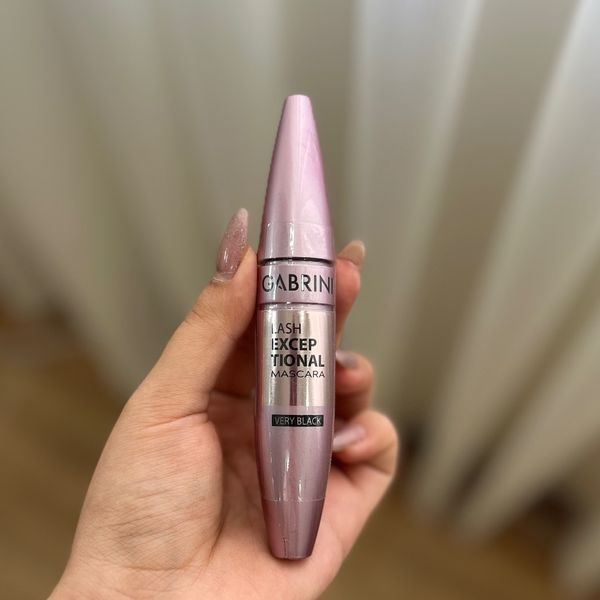 GABRINI
LASH
EXCEP
TIONAL
MASCARA
VERY BLACK